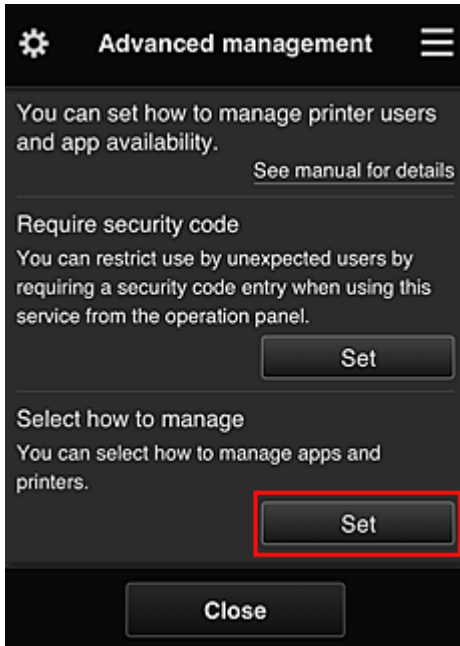 Advanced management
You can set how to manage printer users
and app availability.
See manual for details
Require security code
You can restrict use by unexpected users by
requiring a security code entry when using this
service from the operation panel.
Set
Select how to manage
You can select how to manage apps and
printers.
Set
Close